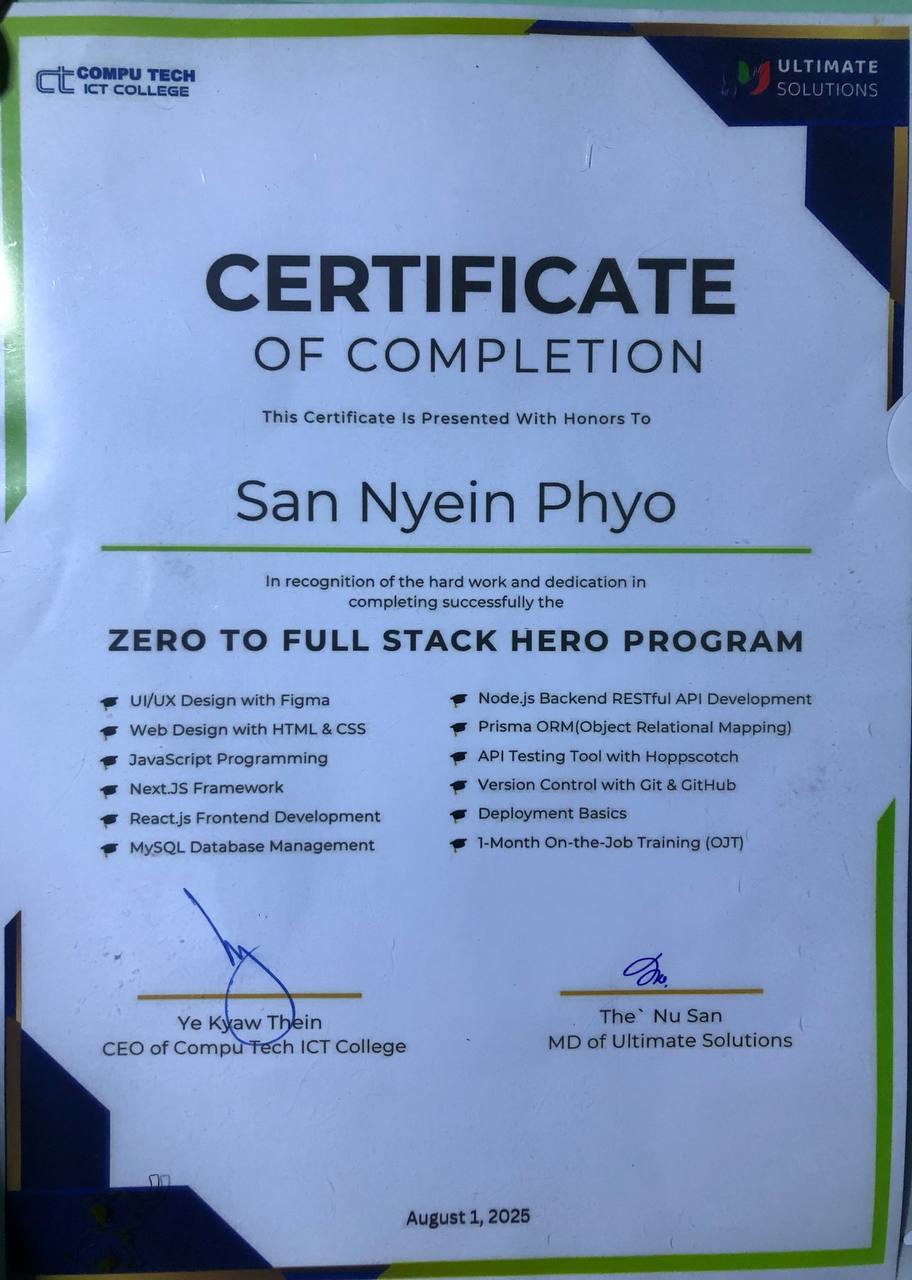 ct COMPU TECH
ICT COLLEGE
ULTIMATE
SOLUTIONS
CERTIFICATE
OF COMPLETION
This Certificate Is Presented With Honors To
San Nyein Phyo
In recognition of the hard work and dedication in
completing successfully the
ZERO TO FULL STACK HERO PROGRAM
UI/UX Design with Figma
Web Design with HTML & CSS
JavaScript Programming
Next.JS Framework
React.js Frontend Development
MySQL Database Management
Node.js Backend RESTful API Development
Prisma ORM(Object Relational Mapping)
API Testing Tool with Hoppscotch
Version Control with Git & GitHub
Deployment Basics
1-Month On-the-Job Training (OJT)
Ye Kyaw Thein
CEO of Compu Tech ICT College
The` Nu San
MD of Ultimate Solutions
August 1, 2025